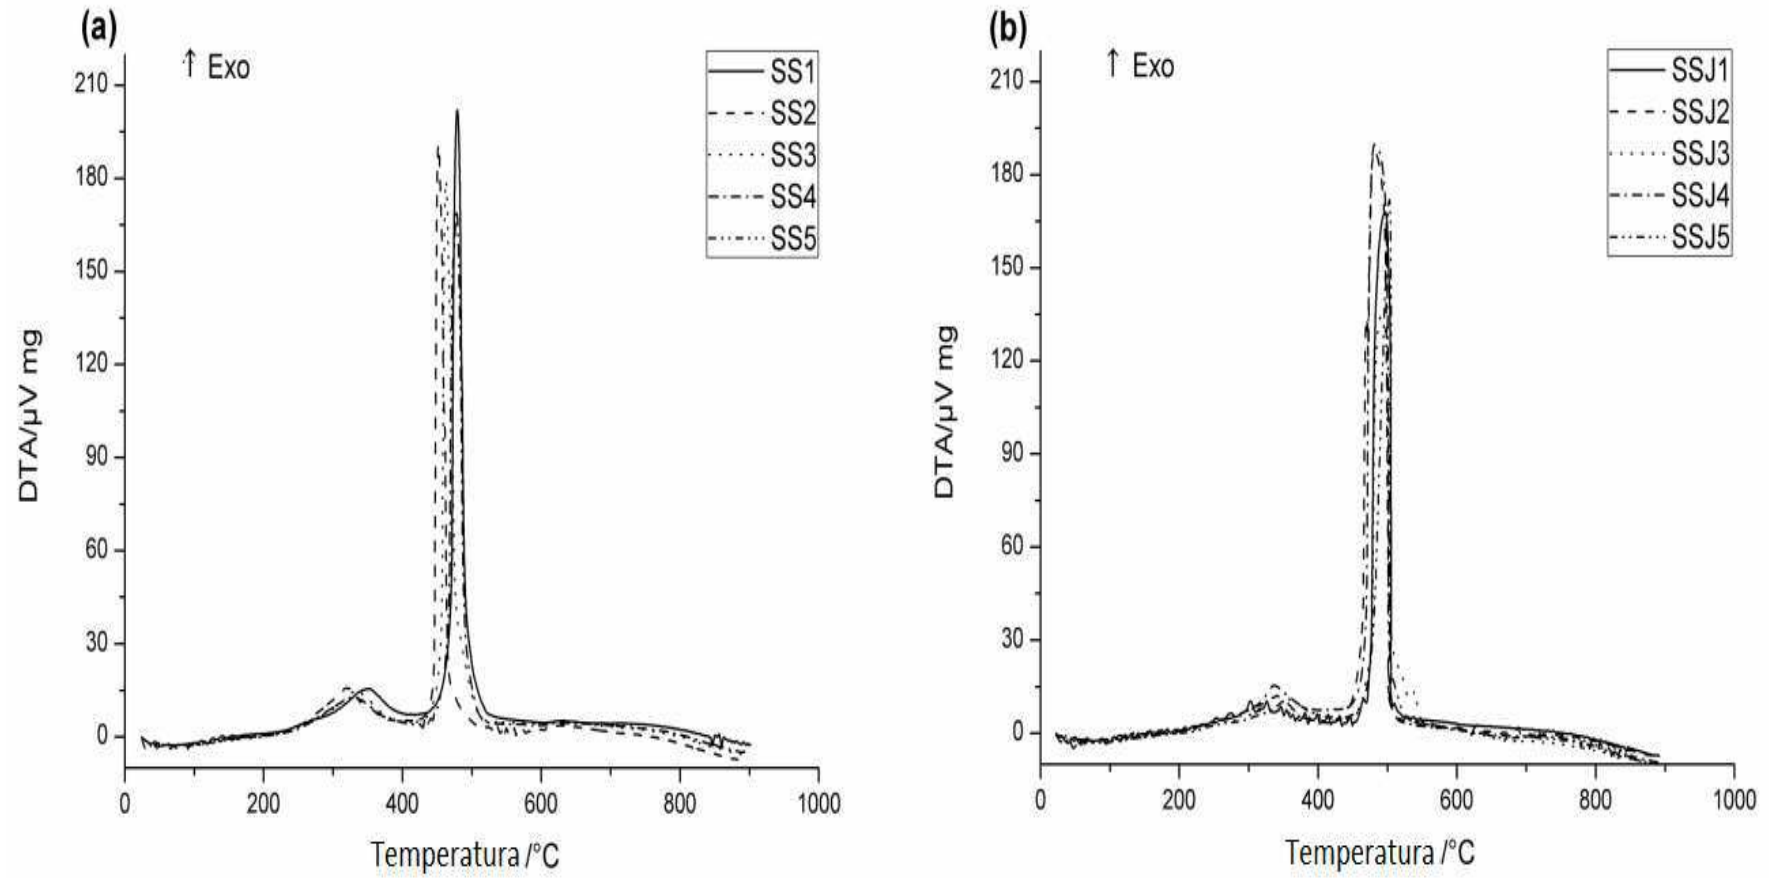 (a)
↑ Exo
SS1
SS2
SS3
SS4
SS5
210
180
150
120
90
60
30
0
DTA/µV mg
0 200 400 600 800 1000
Temperatura /°C
(b)
↑ Exo
SSJ1
SSJ2
SSJ3
SSJ4
SSJ5
210
180
150
120
90
60
30
0
DTA/µV mg
0 200 400 600 800 1000
Temperatura /°C